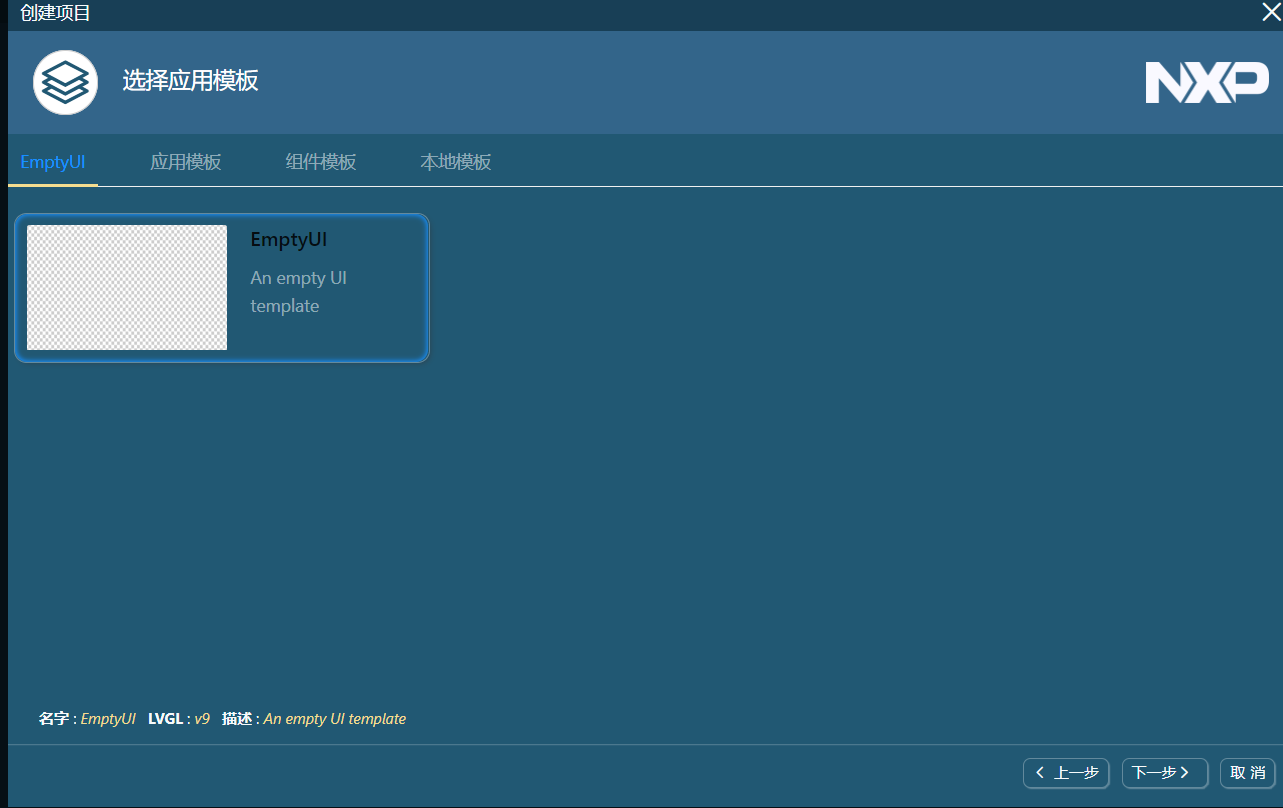 创建项目
选择应用模板
NXP
EmptyUI 应用模板 组件模板 本地模板
EmptyUI
An empty UI
template
名字 : EmptyUI LVGL : v9 描述 : An empty UI template
上一步 下一步 取 消